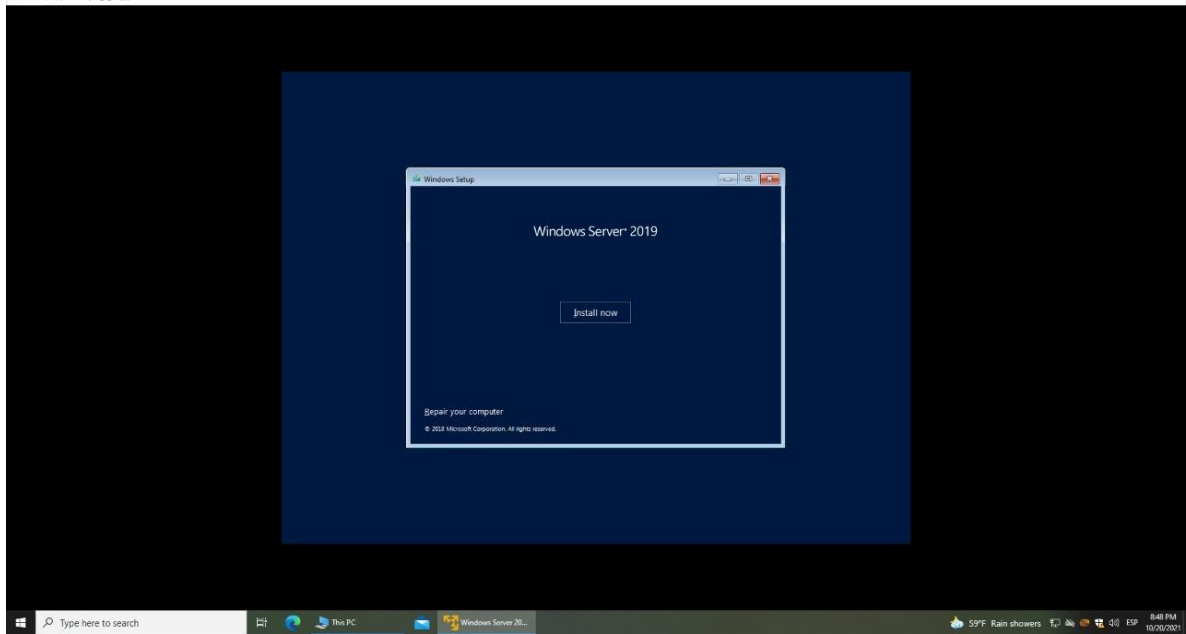 Windows Setup
Windows Server® 2019
Install now
Repair your computer
© 2018 Microsoft Corporation. All rights reserved.
Type here to search
This PC
Windows Server 20...
59°F Rain showers
ESP
8:48 PM
10/20/2021